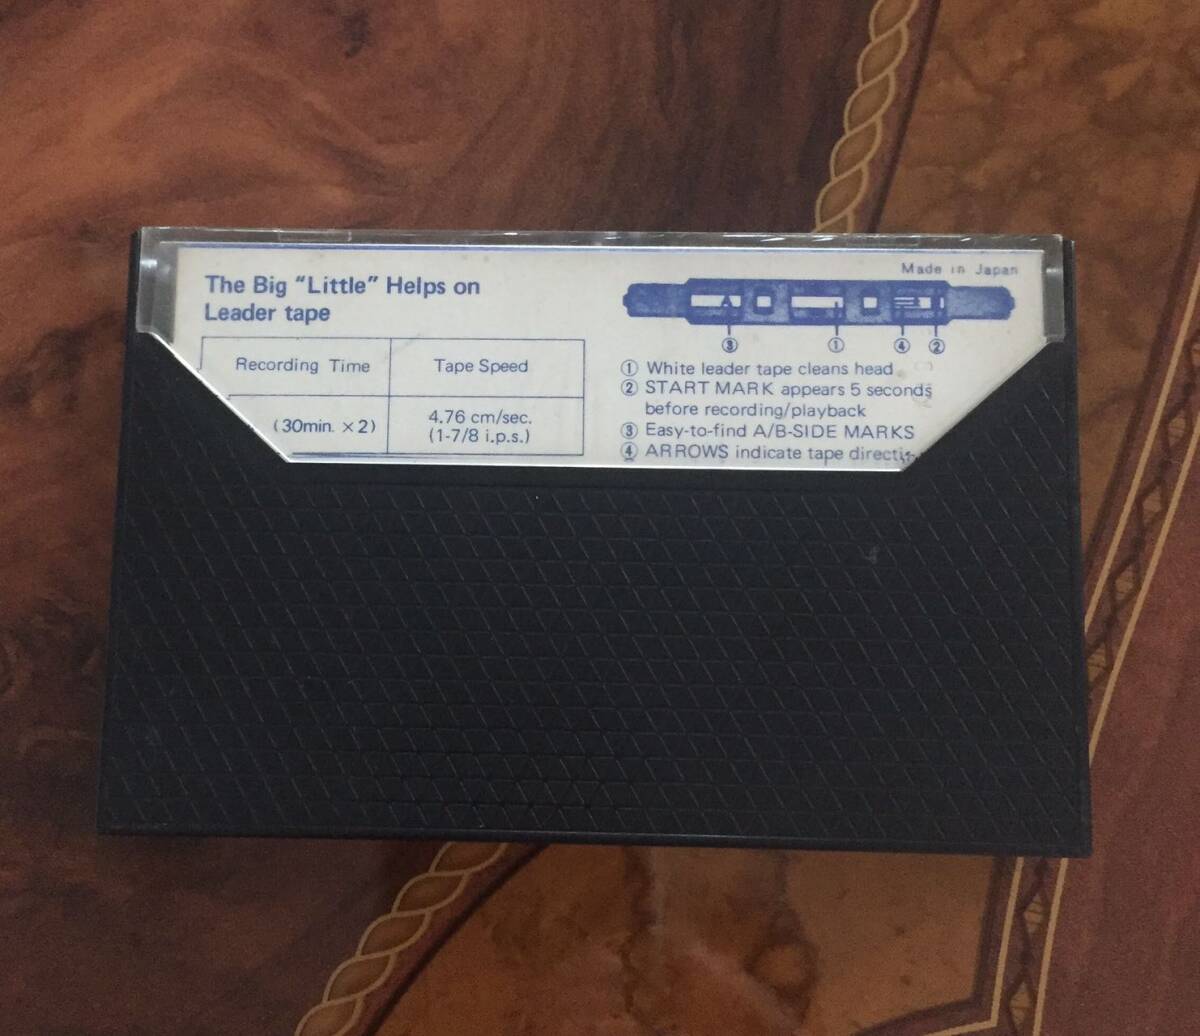 Made in Japan
The Big "Little" Helps on
Leader tape
Recording Time Tape Speed
(30min. ×2) 4.76 cm/sec.
(1-7/8 i.p.s.)
A
③ ① ④ ②
① White leader tape cleans head
② START MARK appears 5 seconds
before recording/playback
③ Easy-to-find A/B-SIDE MARKS
④ ARROWS indicate tape